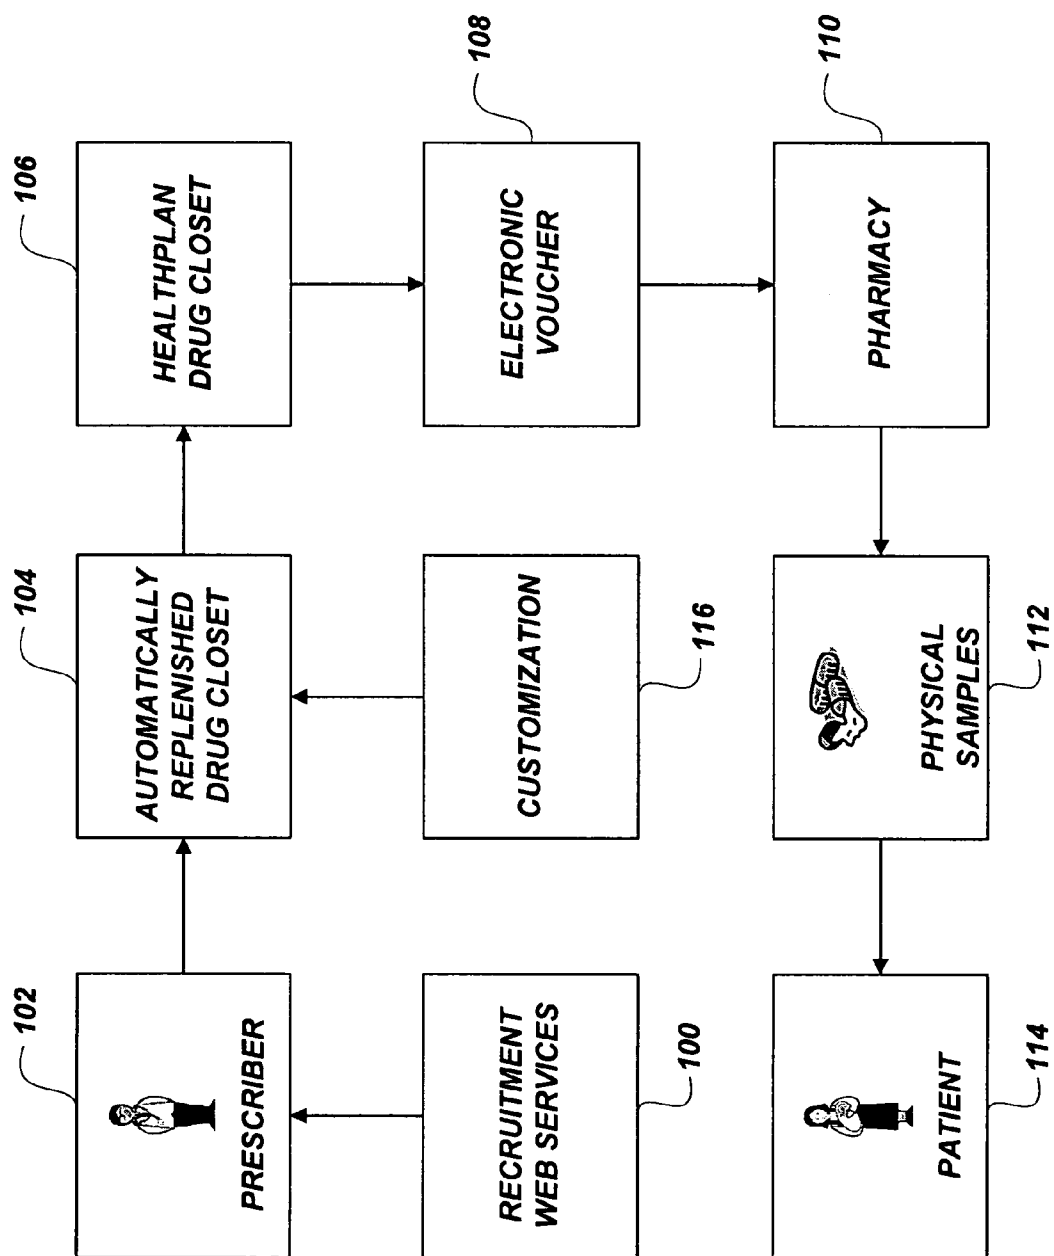 102
PRESCRIBER
104
AUTOMATICALLY
REPLENISHED
DRUG CLOSET
106
HEALTHPLAN
DRUG CLOSET
RECRUITMENT
WEB SERVICES
100
CUSTOMIZATION
116
ELECTRONIC
VOUCHER
108
PATIENT
114
PHYSICAL
SAMPLES
112
PHARMACY
110